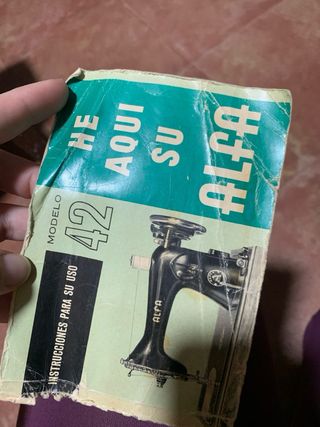 HE
AQUI
SU
ALFA
MODELO
42
INSTRUCCIONES PARA SU USO
ALFA